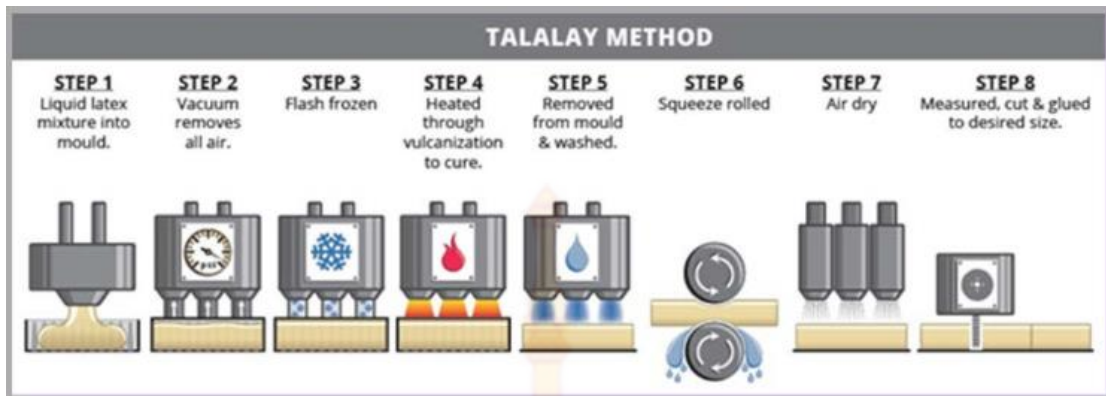 TALALAY METHOD
STEP 1
Liquid latex
mixture into
mould.
STEP 2
Vacuum
removes
all air.
STEP 3
Flash frozen
STEP 4
Heated
through
vulcanization
to cure.
STEP 5
Removed
from mould
& washed.
STEP 6
Squeeze rolled
STEP 7
Air dry
STEP 8
Measured, cut & glued
to desired size.
psi